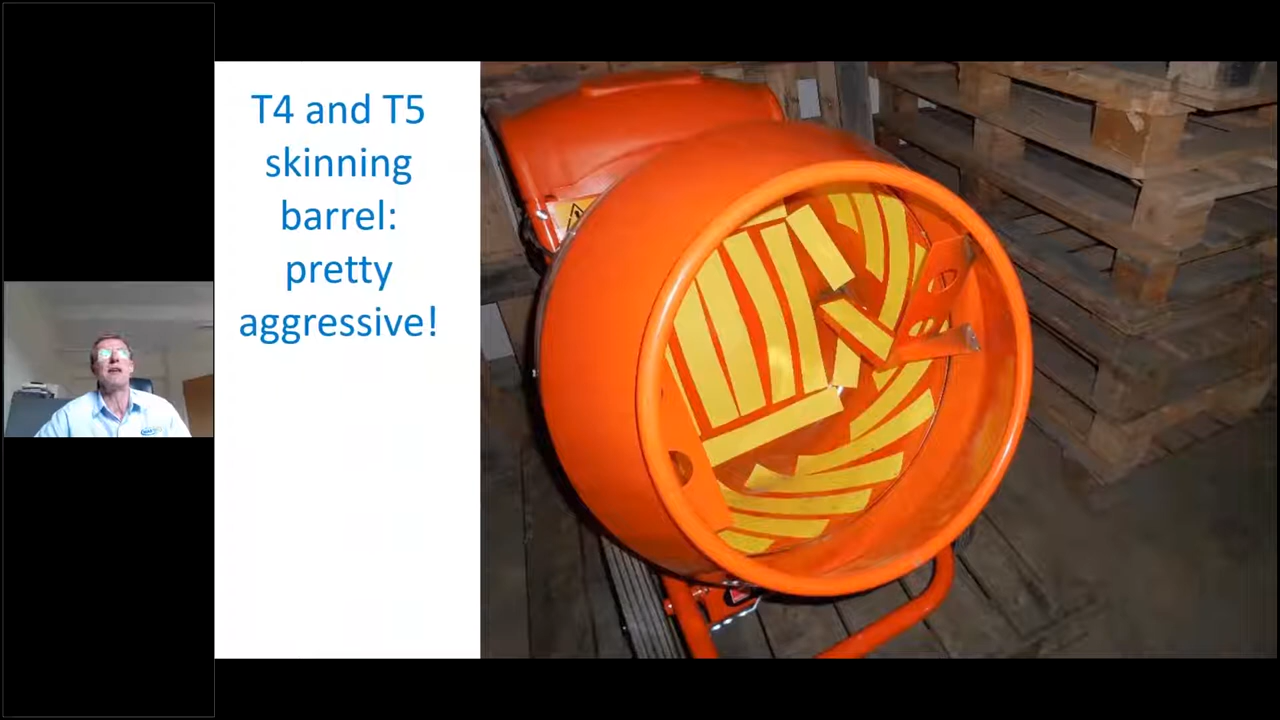 T4 and T5
skinning
barrel:
pretty
aggressive!